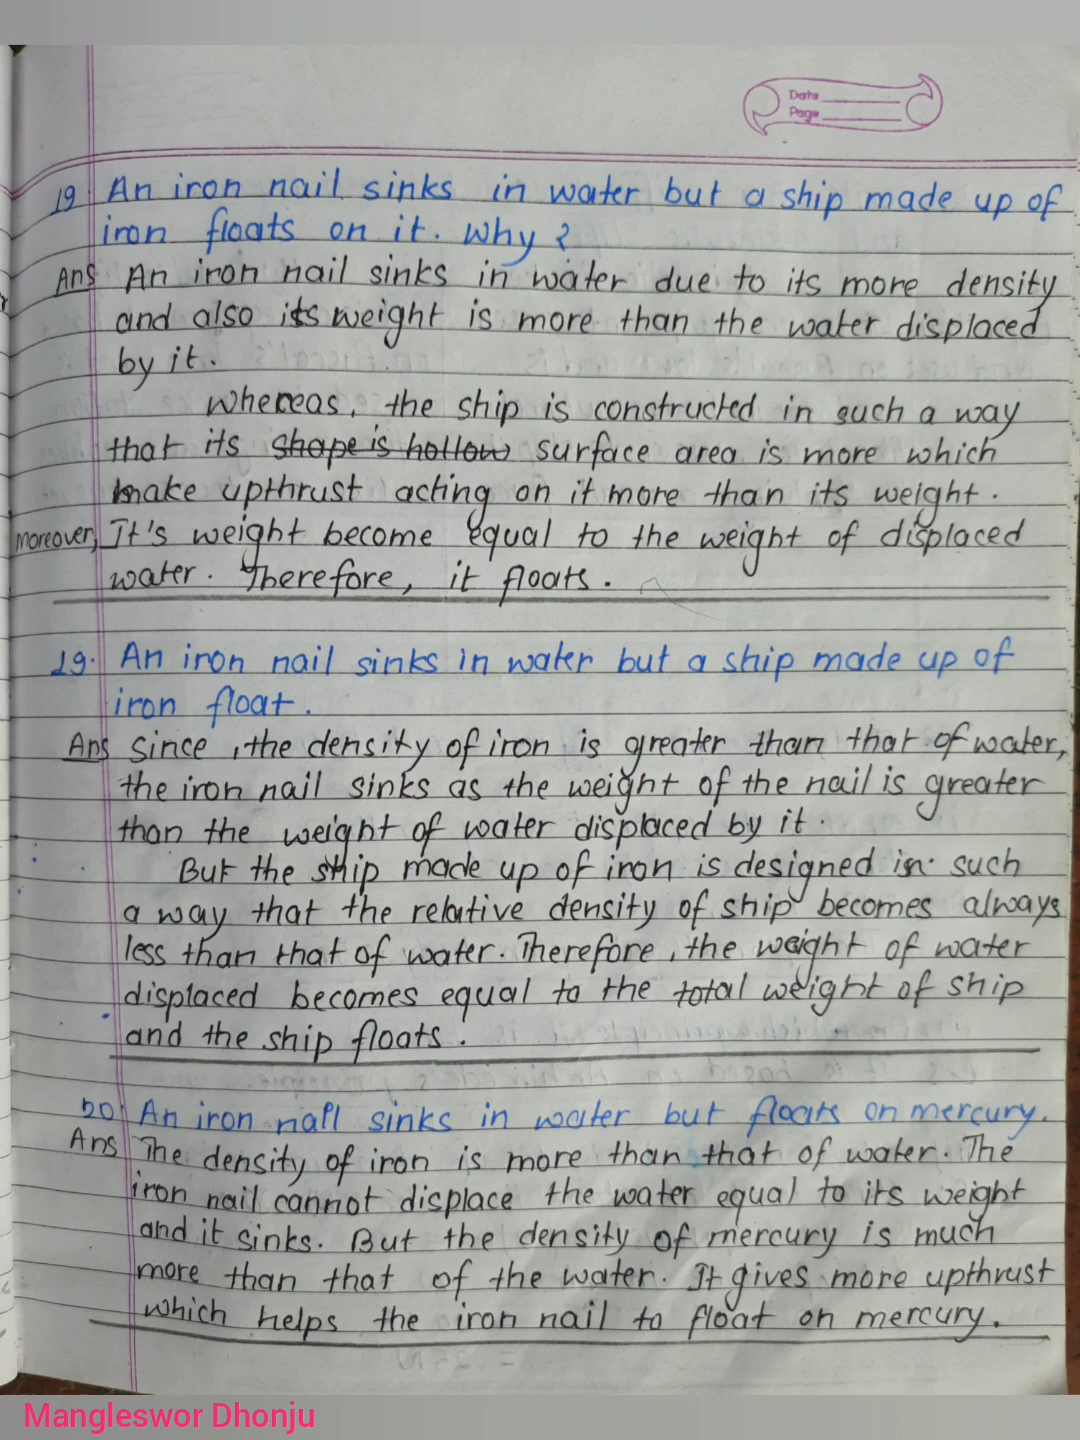 Date
Page
19 An iron nail sinks in water but a ship made up of
iron floats on it. Why?
Ans An iron nail sinks in water due to its more density
and also its weight is more than the water displaced
by it.
Whereas, the ship is constructed in such a way
that its shape is hollow surface area is more which
make upthrust acting on it more than its weight.
Moreover, It's weight become equal to the weight of displaced
water. Therefore, it floats.
19. An iron nail sinks in water but a ship made up of
iron float.
Ans Since, the density of iron is greater than that of water,
the iron nail sinks as the weight of the nail is greater
than the weight of water displaced by it.
But the ship made up of iron is designed in such
a way that the relative density of ship becomes always
less than that of water. Therefore, the weight of water
displaced becomes equal to the total weight of ship
and the ship floats.
20 An iron nail sinks in water but floats on mercury.
Ans The density of iron is more than that of water. The
iron nail cannot displace the water equal to its weight
and it sinks. But the density of mercury is much
more than that of the water. It gives more upthrust
which helps the iron nail to float on mercury.
Mangleswor Dhonju